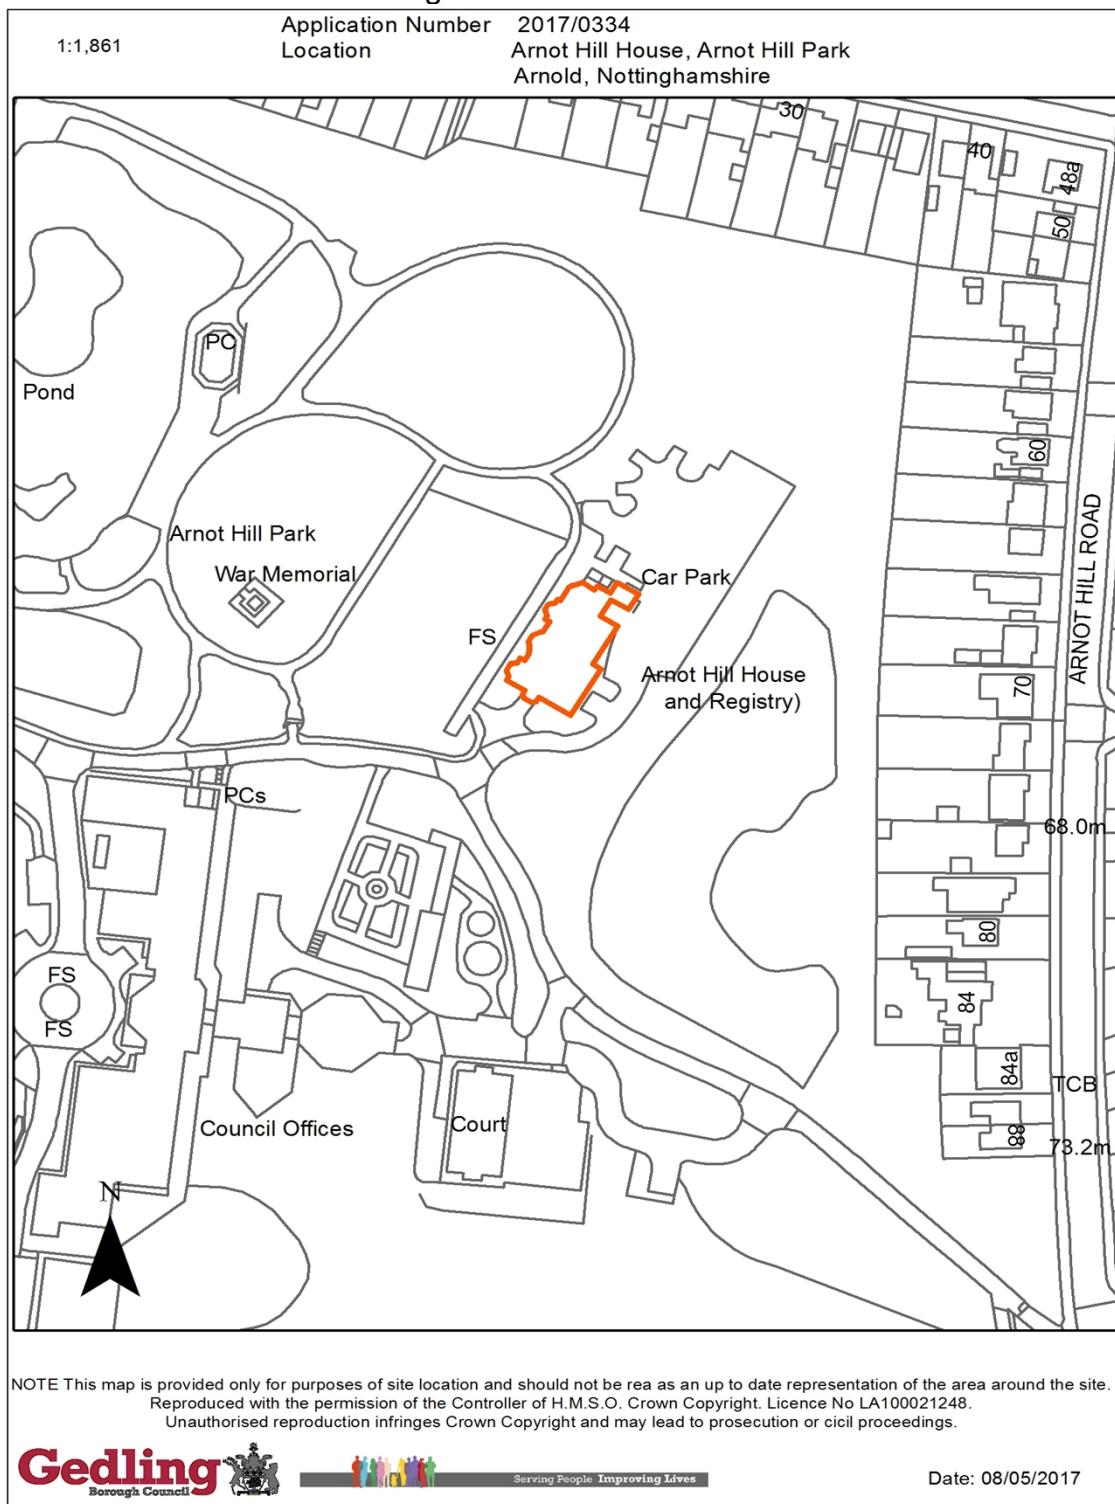 Application Number 2017/0334
1:1,861
Location Arnot Hill House, Arnot Hill Park
Arnold, Nottinghamshire
30
40
48a
50
PC
Pond
60
Arnot Hill Park
War Memorial
Car Park
FS
Arnot Hill House
and Registry)
70
ARNOT HILL ROAD
PCs
68.0m
80
FS
FS
84
84a
TCB
Council Offices
Court
88
73.2m
N
NOTE This map is provided only for purposes of site location and should not be rea as an up to date representation of the area around the site.
Reproduced with the permission of the Controller of H.M.S.O. Crown Copyright. Licence No LA100021248.
Unauthorised reproduction infringes Crown Copyright and may lead to prosecution or cicil proceedings.
Gedling
Borough Council
Serving People Improving Lives
Date: 08/05/2017